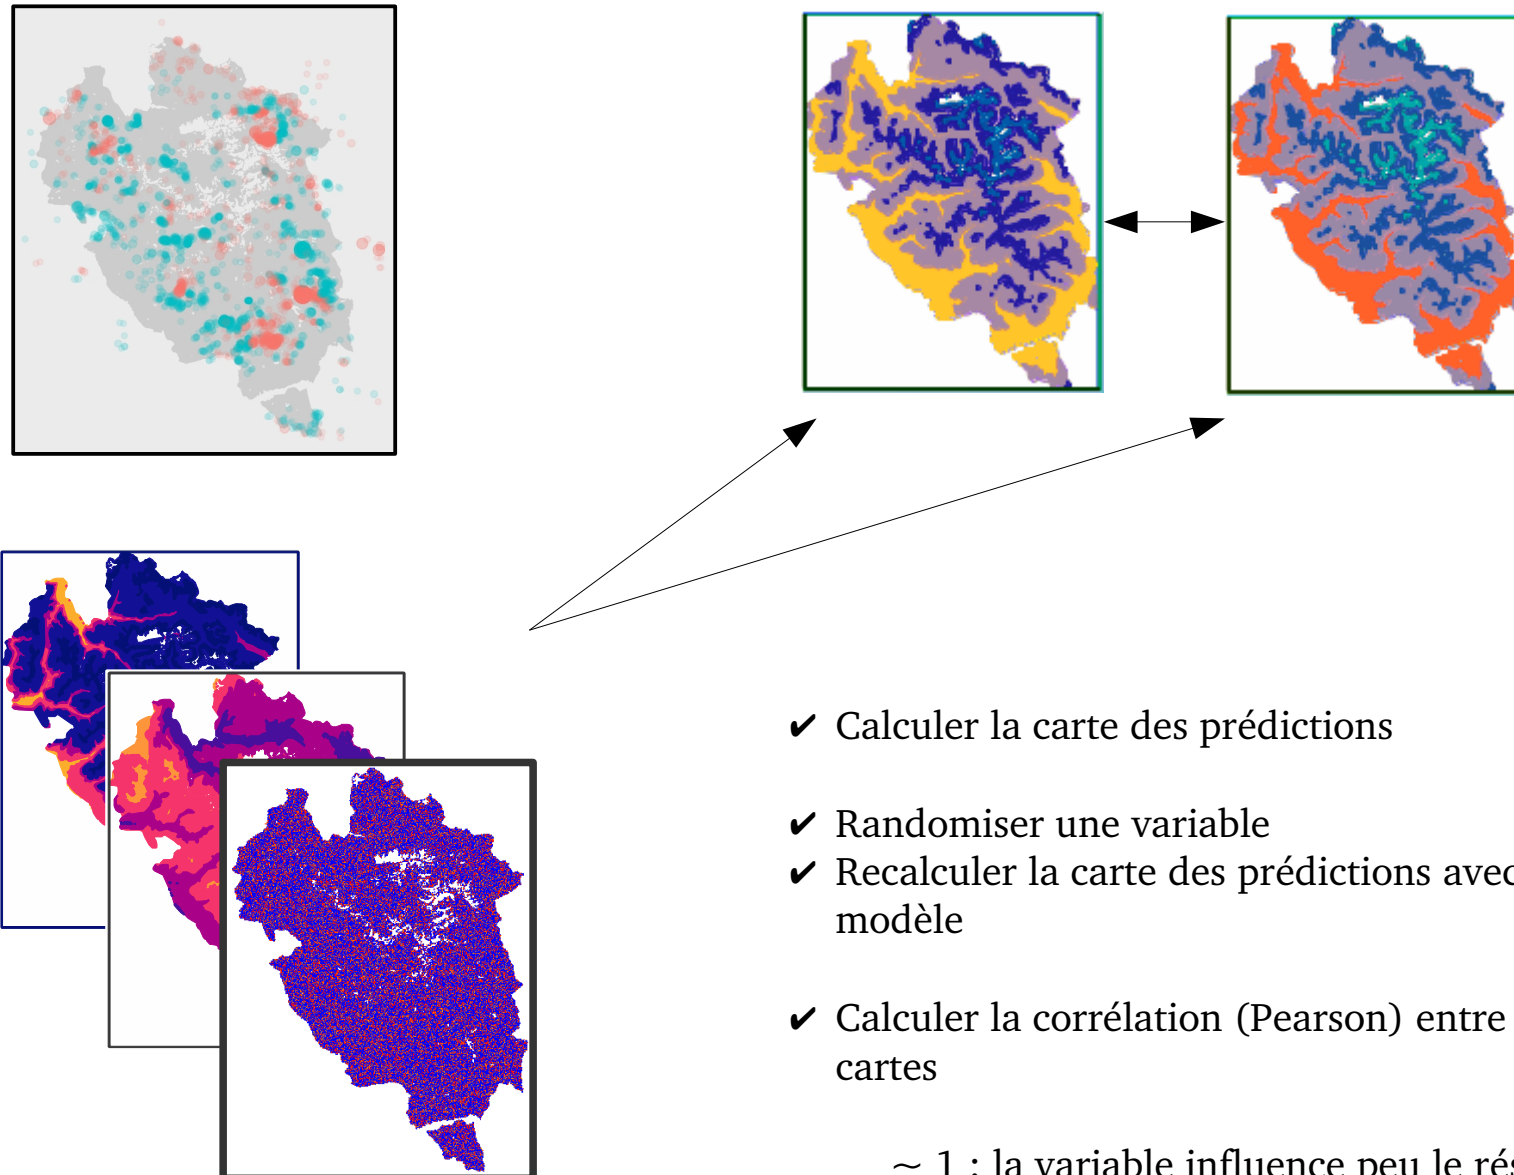 ✔ Calculer la carte des prédictions
✔ Randomiser une variable
✔ Recalculer la carte des prédictions avec
modèle
✔ Calculer la corrélation (Pearson) entre
cartes
~ 1 : la variable influence peu le